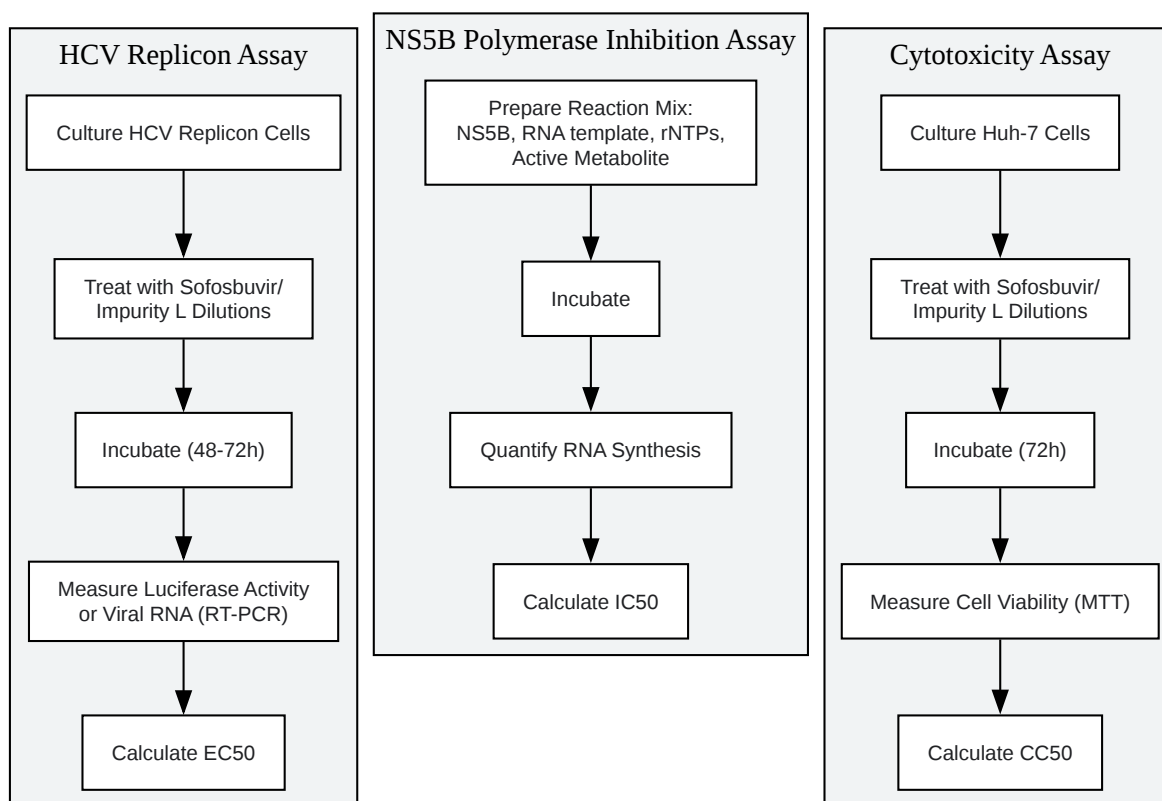 HCV Replicon Assay
Culture HCV Replicon Cells
Treat with Sofosbuvir/
Impurity L Dilutions
Incubate (48-72h)
Measure Luciferase Activity
or Viral RNA (RT-PCR)
Calculate EC50
NS5B Polymerase Inhibition Assay
Prepare Reaction Mix:
NS5B, RNA template, rNTPs,
Active Metabolite
Incubate
Quantify RNA Synthesis
Calculate IC50
Cytotoxicity Assay
Culture Huh-7 Cells
Treat with Sofosbuvir/
Impurity L Dilutions
Incubate (72h)
Measure Cell Viability (MTT)
Calculate CC50